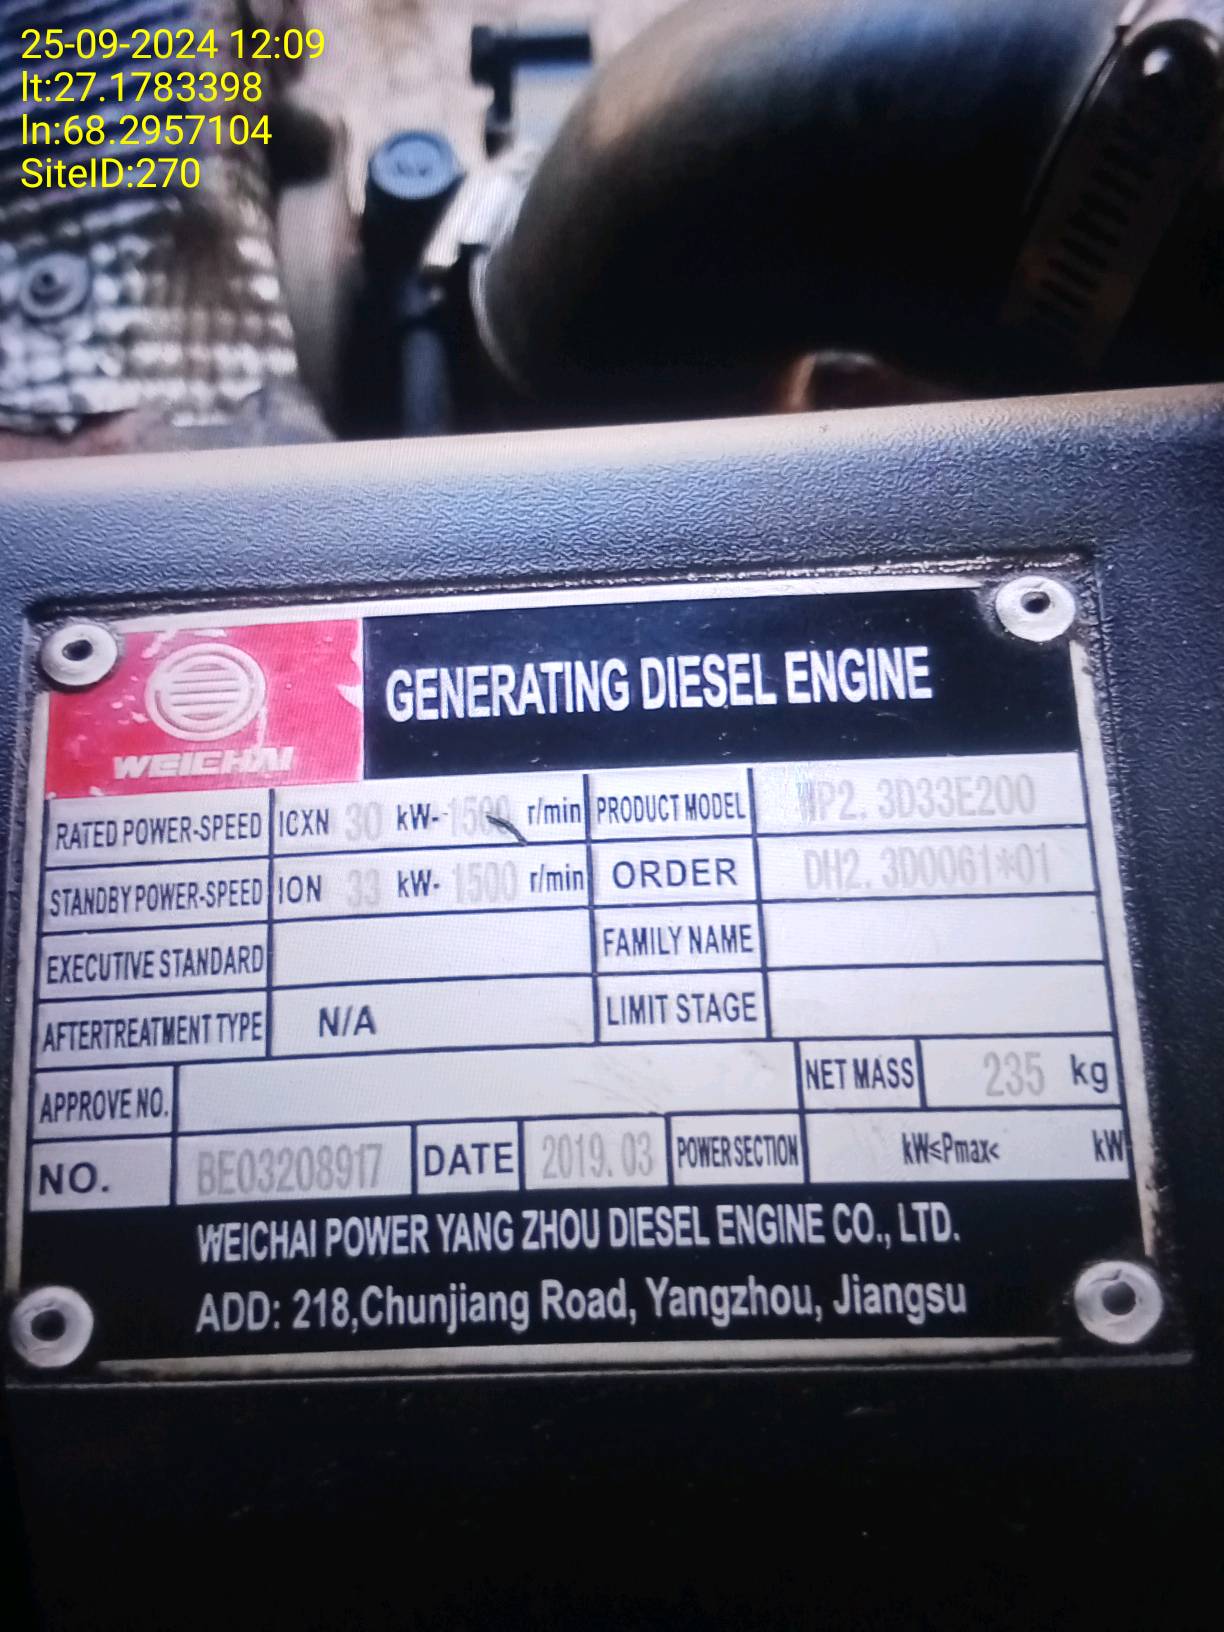 25-09-2024 12:09
lt:27.1783398
ln:68.2957104
SiteID:270
WEICHAI
GENERATING DIESEL ENGINE
RATED POWER-SPEED ICXN 30 kW- 1500 r/min PRODUCT MODEL WP2.3D33E200
STANDBY POWER-SPEED ION 33 kW- 1500 r/min ORDER DH2.3D0061*01
EXECUTIVE STANDARD FAMILY NAME
AFTERTREATMENT TYPE N/A LIMIT STAGE
APPROVE NO. NET MASS 235 kg
NO. BE03208917 DATE 2019.03 POWER SECTION kW≤Pmax< kW
WEICHAI POWER YANG ZHOU DIESEL ENGINE CO., LTD.
ADD: 218,Chunjiang Road, Yangzhou, Jiangsu